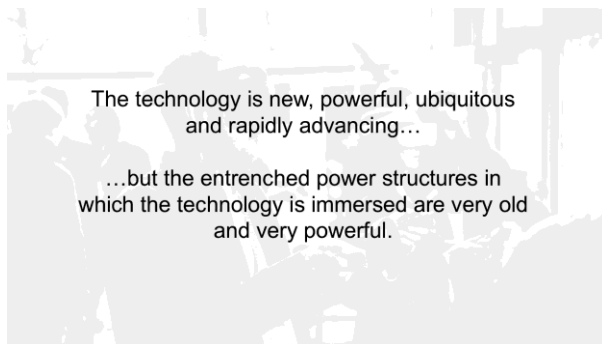 The technology is new, powerful, ubiquitous
and rapidly advancing…
…but the entrenched power structures in
which the technology is immersed are very old
and very powerful.